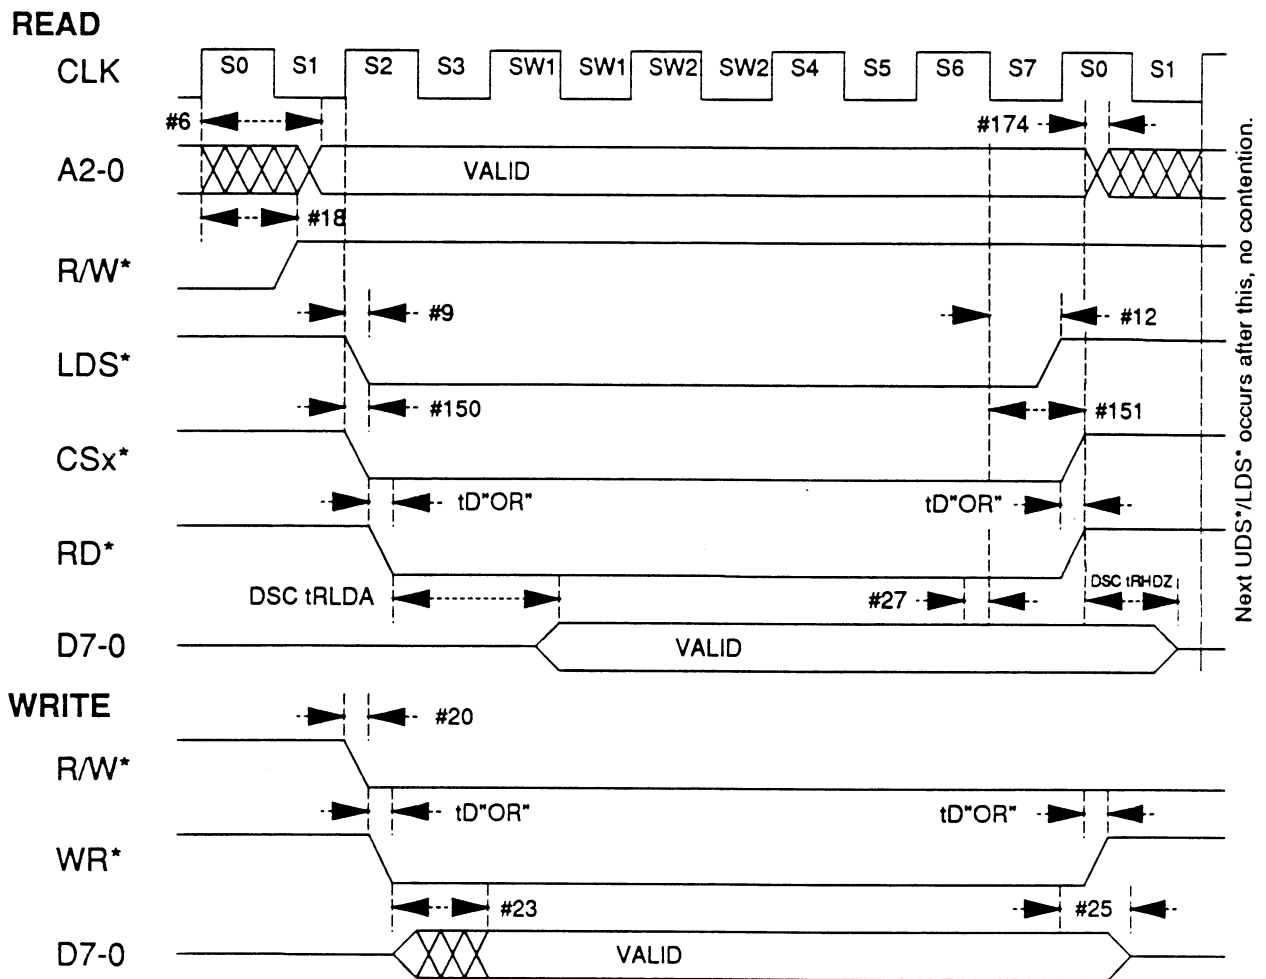 READ
CLK S0 S1 S2 S3 SW1 SW1 SW2 SW2 S4 S5 S6 S7 S0 S1
#6 #174
A2-0 VALID
#18
R/W*
#9 #12
LDS*
#150 #151
CSx*
tD"OR" tD"OR"
RD*
DSC tRLDA #27 DSC tRHDZ
D7-0 VALID
WRITE
#20
R/W*
tD"OR" tD"OR"
WR*
#23 #25
D7-0 VALID
Next UDS*/LDS* occurs after this, no contention.